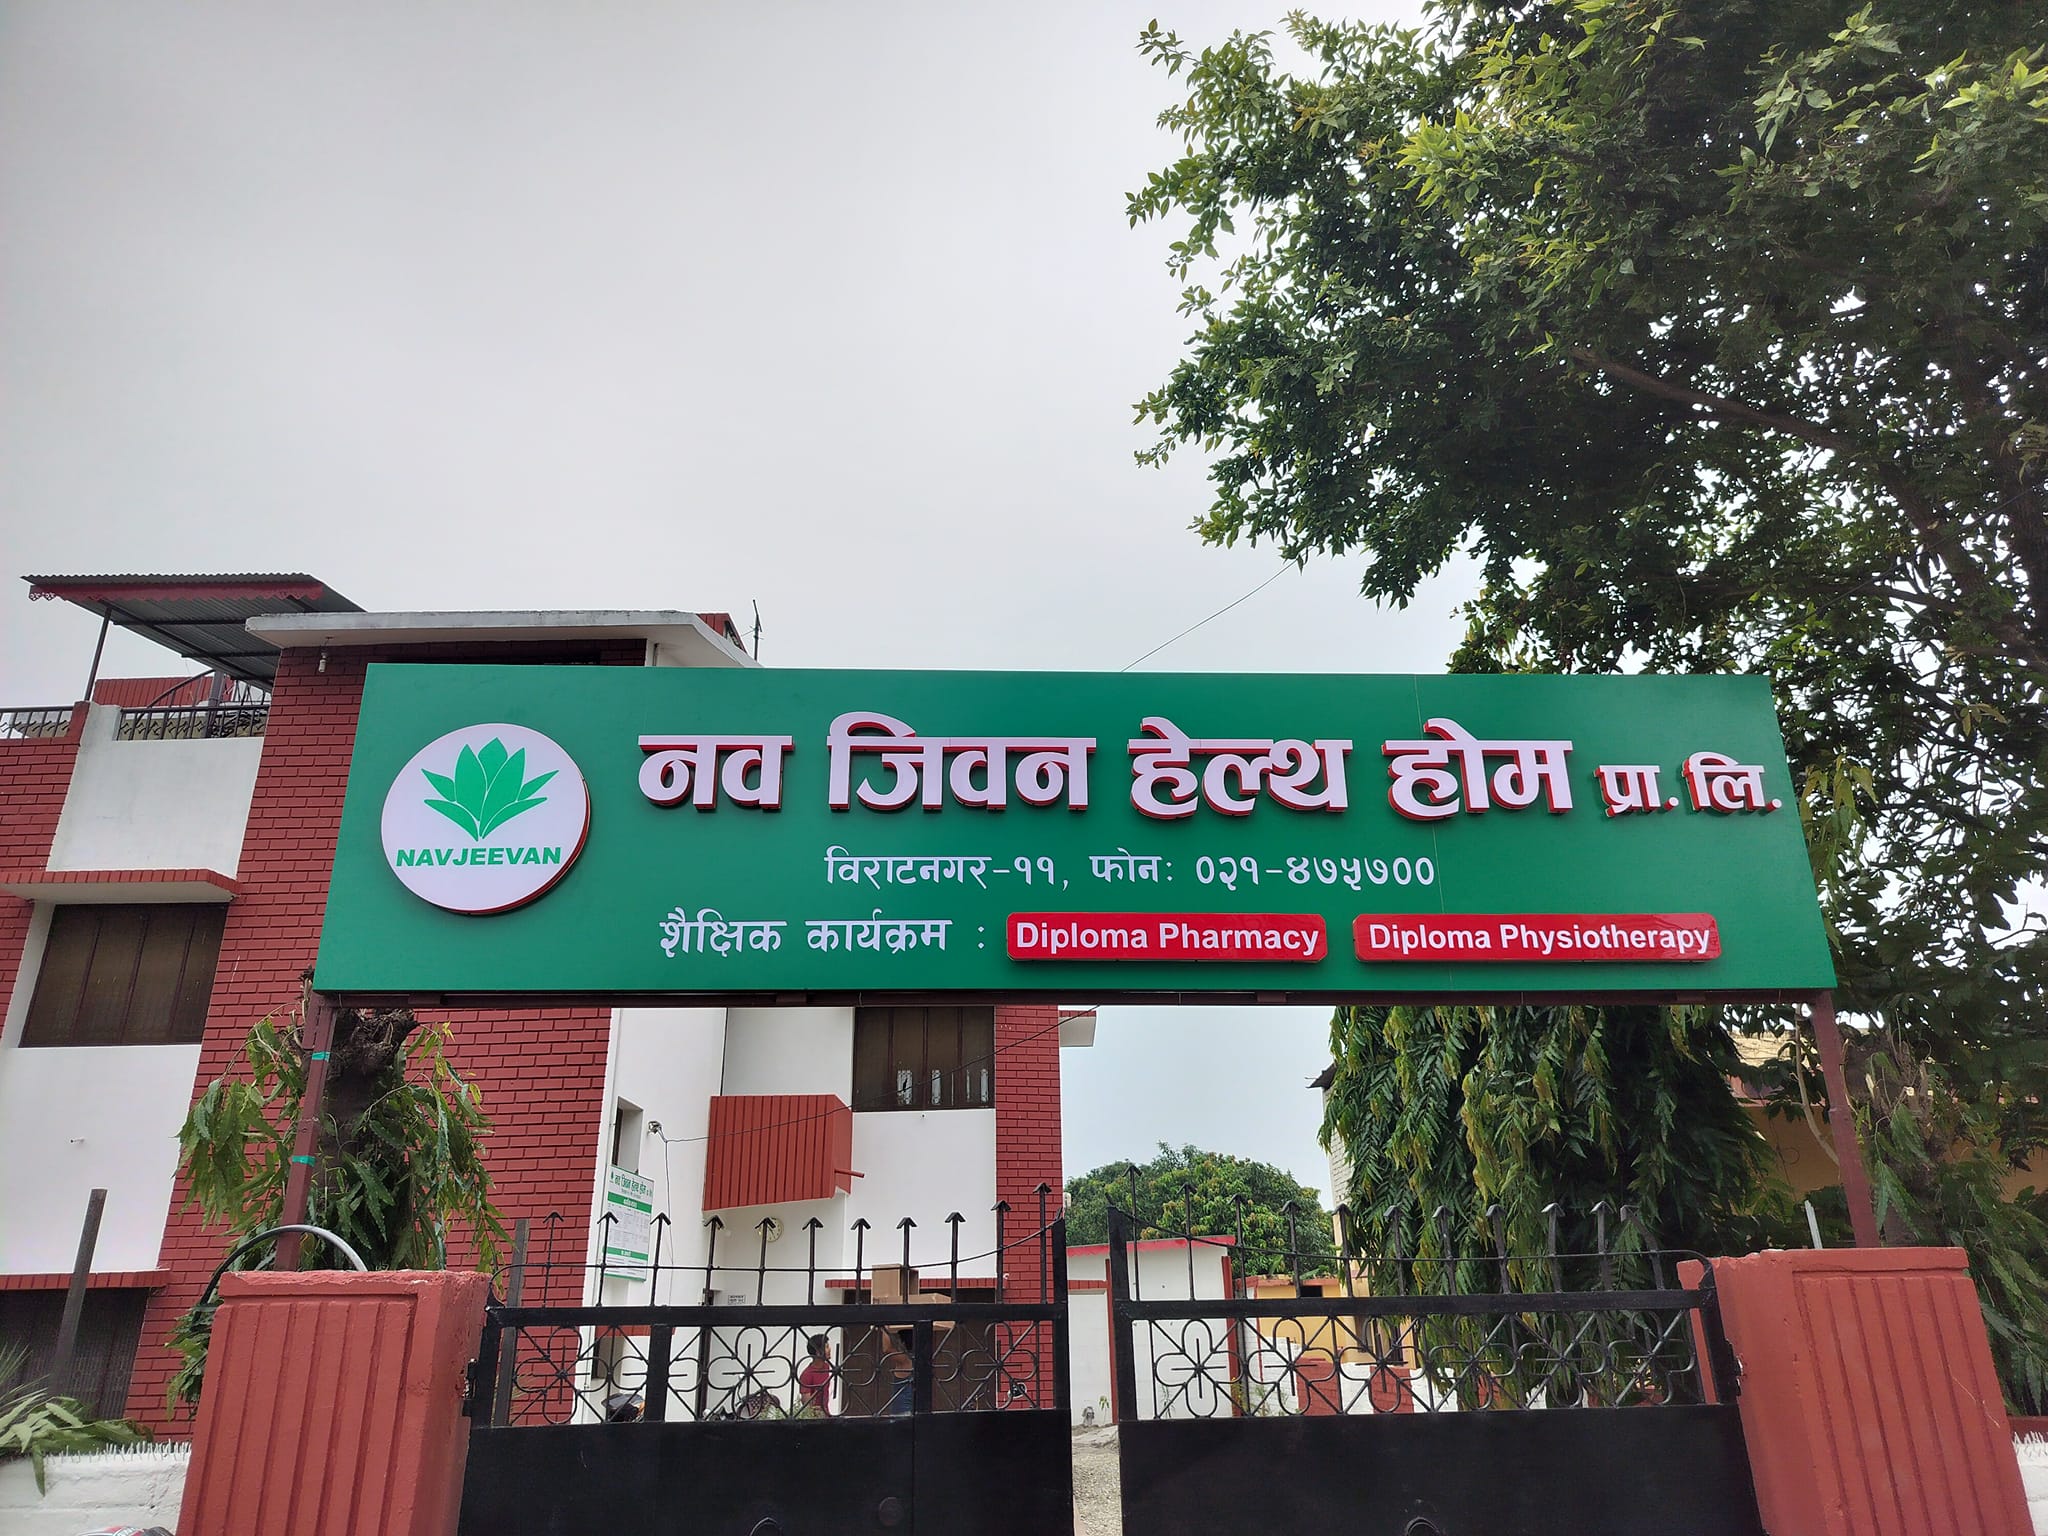 NAVJEEVAN
नव जिवन हेल्थ होम प्रा. लि.
विराटनगर-११, फोनः ०२१-४७५७००
शैक्षिक कार्यक्रम : Diploma Pharmacy Diploma Physiotherapy